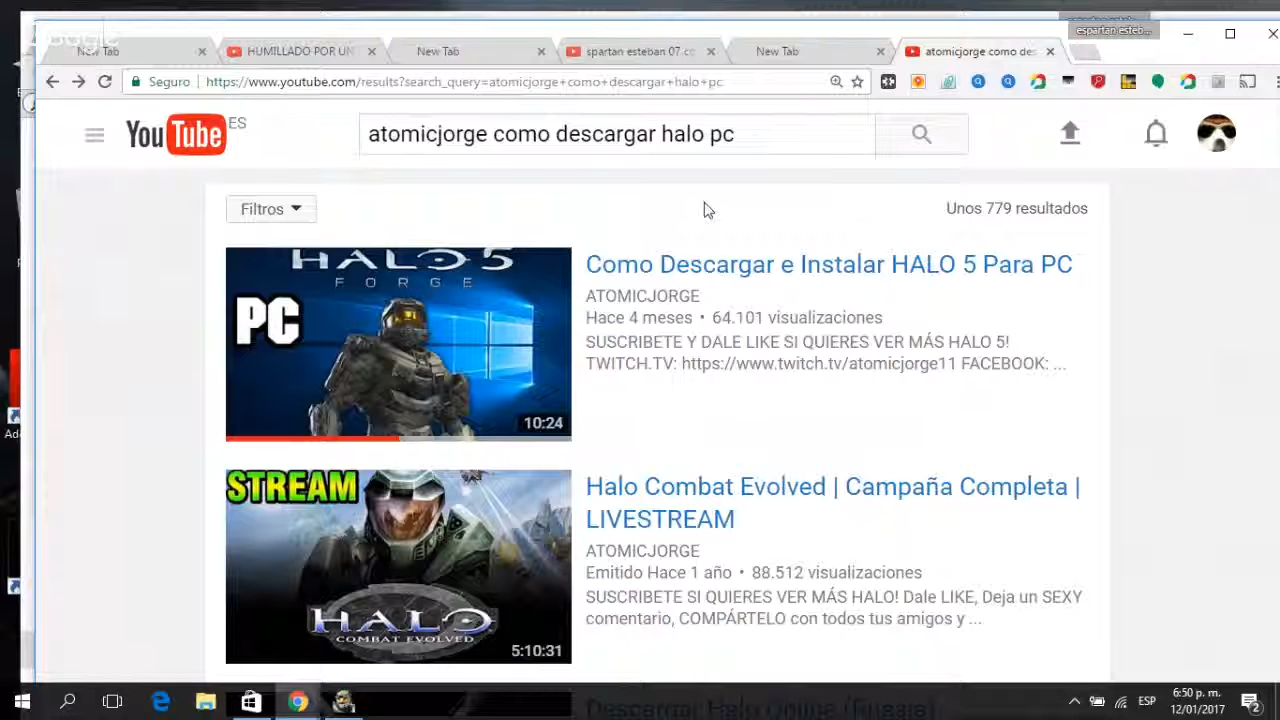 espartan esteb...
New Tab
HUMILLADO POR UN
New Tab
spartan esteban 07 co
New Tab
atomicjorge como des
Seguro
https://www.youtube.com/results?search_query=atomicjorge+como+descargar+halo+pc
YouTube ES
atomicjorge como descargar halo pc
Filtros
Unos 779 resultados
HALO 5
FORGE
PC
10:24
Como Descargar e Instalar HALO 5 Para PC
ATOMICJORGE
Hace 4 meses • 64.101 visualizaciones
SUSCRIBETE Y DALE LIKE SI QUIERES VER MÁS HALO 5!
TWITCH.TV: https://www.twitch.tv/atomicjorge11 FACEBOOK: ...
STREAM
HALO
COMBAT EVOLVED
5:10:31
Halo Combat Evolved | Campaña Completa |
LIVESTREAM
ATOMICJORGE
Emitido Hace 1 año • 88.512 visualizaciones
SUSCRIBETE SI QUIERES VER MÁS HALO! Dale LIKE, Deja un SEXY
comentario, COMPÁRTELO con todos tus amigos y ...
ESP
6:50 p. m.
12/01/2017
2